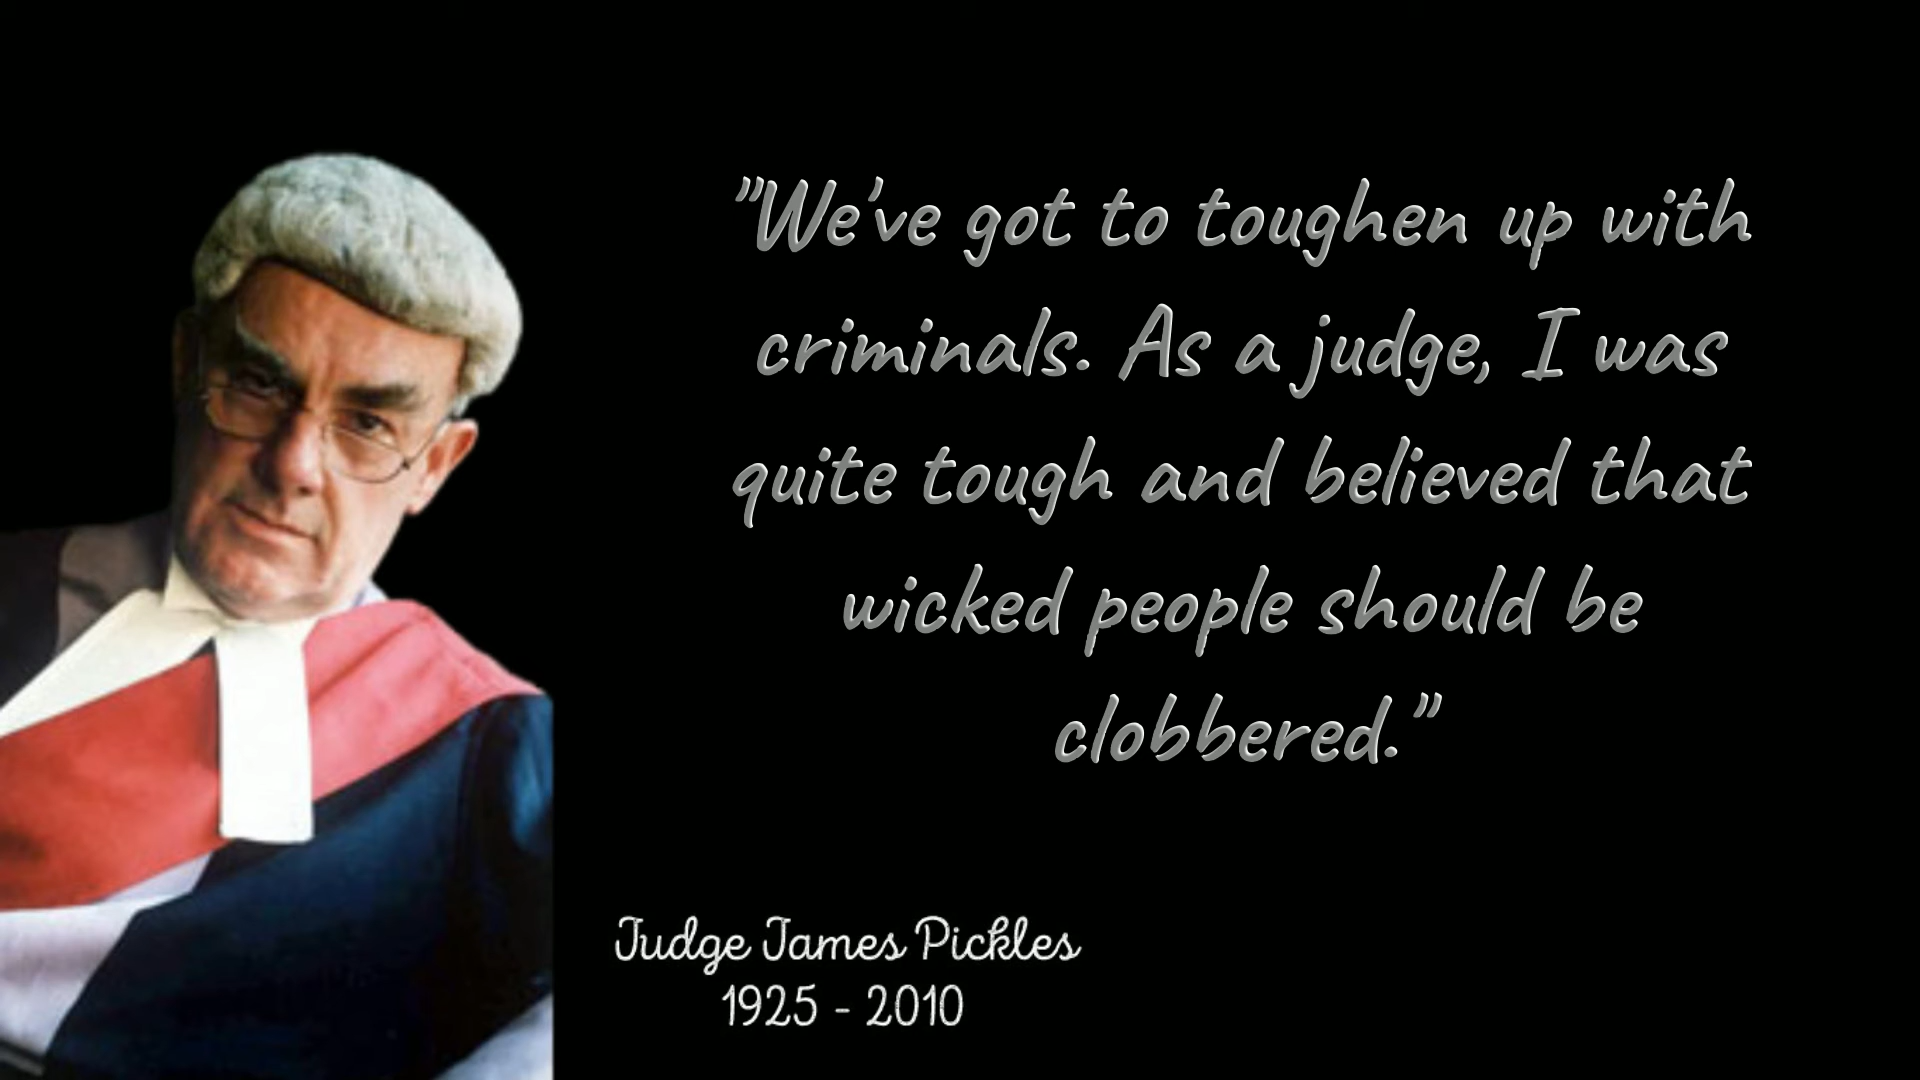 "We've got to toughen up with
criminals. As a judge, I was
quite tough and believed that
wicked people should be
clobbered."
Judge James Pickles
1925 - 2010